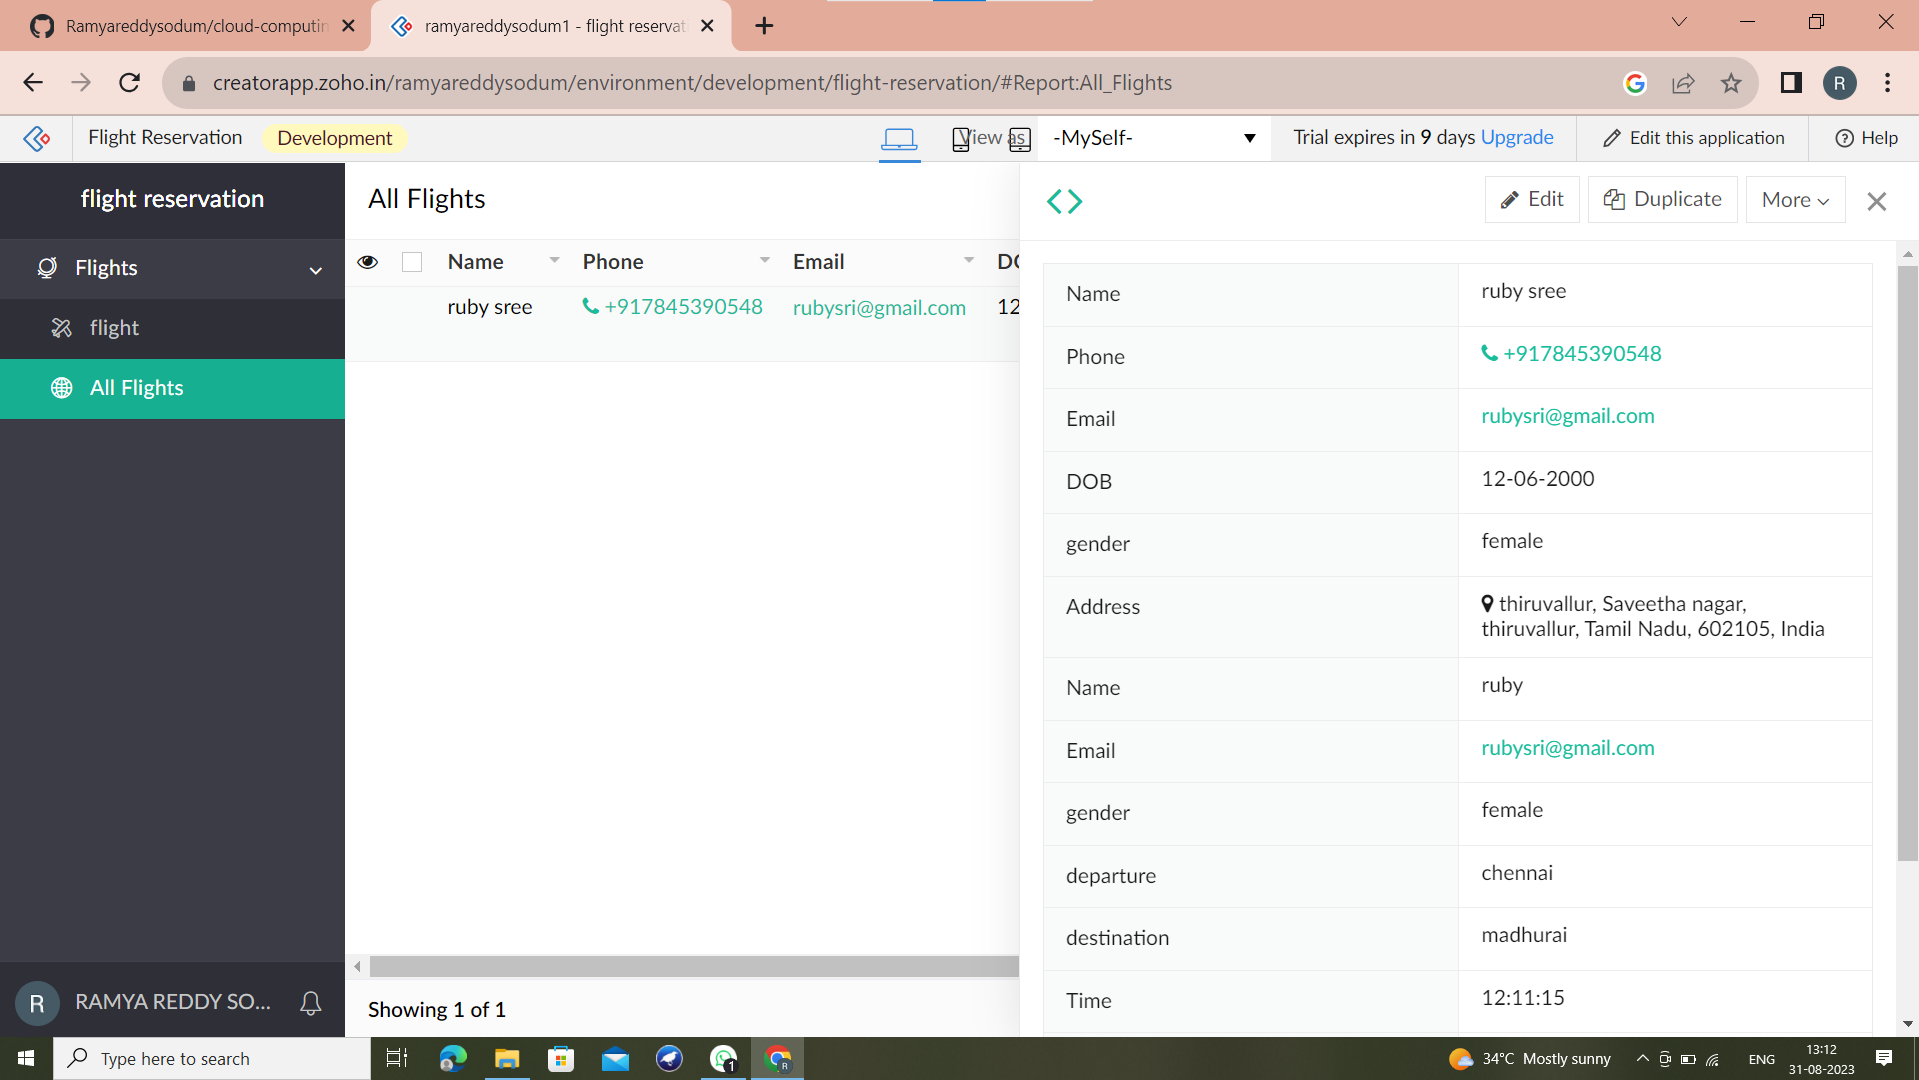 Ramyareddysodum/cloud-computin
ramyareddysodum1 - flight reservati
creatorapp.zoho.in/ramyareddysodum/environment/development/flight-reservation/#Report:All_Flights
R
Flight Reservation
Development
View as
-MySelf-
Trial expires in 9 days Upgrade
Edit this application
Help
flight reservation
Flights
flight
All Flights
RAMYA REDDY SO...
R
All Flights
Name
Phone
Email
DO
ruby sree
+917845390548
rubysri@gmail.com
12
Showing 1 of 1
Edit
Duplicate
More
Name
ruby sree
Phone
+917845390548
Email
rubysri@gmail.com
DOB
12-06-2000
gender
female
Address
thiruvallur, Saveetha nagar,
thiruvallur, Tamil Nadu, 602105, India
Name
ruby
Email
rubysri@gmail.com
gender
female
departure
chennai
destination
madhurai
Time
12:11:15
Type here to search
1
R
34°C Mostly sunny
ENG
13:12
31-08-2023